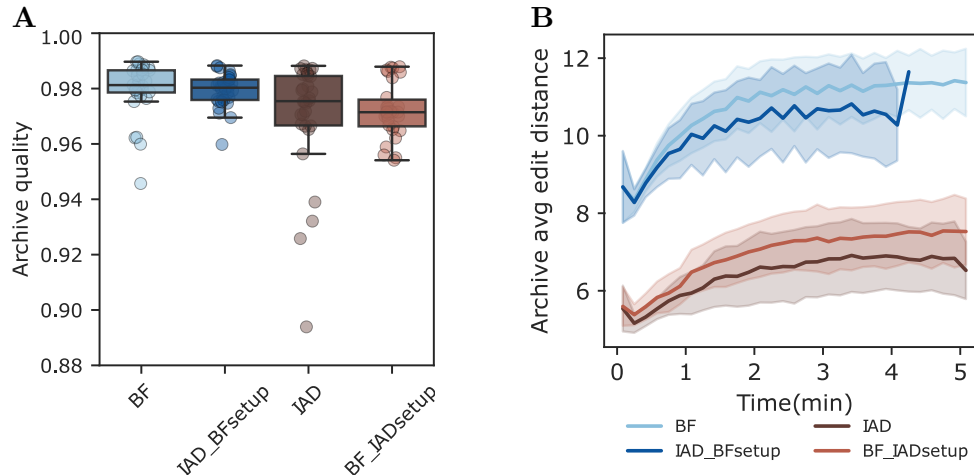 A
Archive quality
1.00
0.98
0.96
0.94
0.92
0.90
0.88
BF
IAD_BFsetup
IAD
BF_IADsetup
B
Archive avg edit distance
12
10
8
6
0 1 2 3 4 5
Time(min)
BF IAD
IAD_BFsetup BF_IADsetup